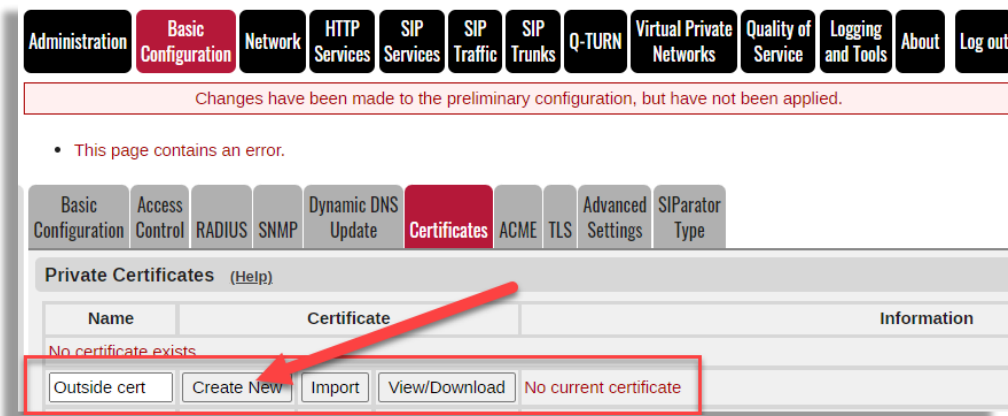 Administration
Basic
Configuration
Network
HTTP
Services
SIP
Services
SIP
Traffic
SIP
Trunks
Q-TURN
Virtual Private
Networks
Quality of
Service
Logging
and Tools
About
Log out
Changes have been made to the preliminary configuration, but have not been applied.
• This page contains an error.
Basic
Configuration
Access
Control
RADIUS
SNMP
Dynamic DNS
Update
Certificates
ACME
TLS
Advanced
Settings
SIParator
Type
Private Certificates (Help)
Name Certificate Information
No certificate exists
Outside cert Create New Import View/Download No current certificate